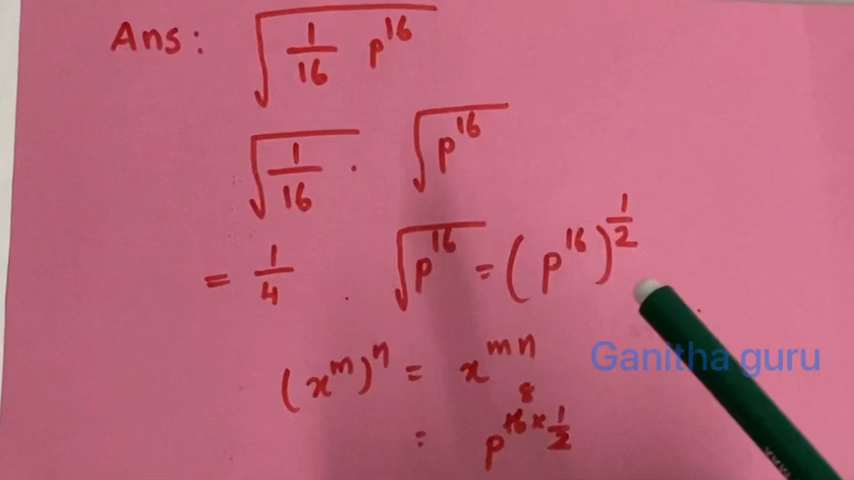 Ans: √(1/16 p^16)
√(1/16) · √(p^16)
= 1/4 · √(p^16) = (p^16)^(1/2)
(x^m)^n = x^(mn)
8
= p^(16 × 1/2)
Ganitha guru